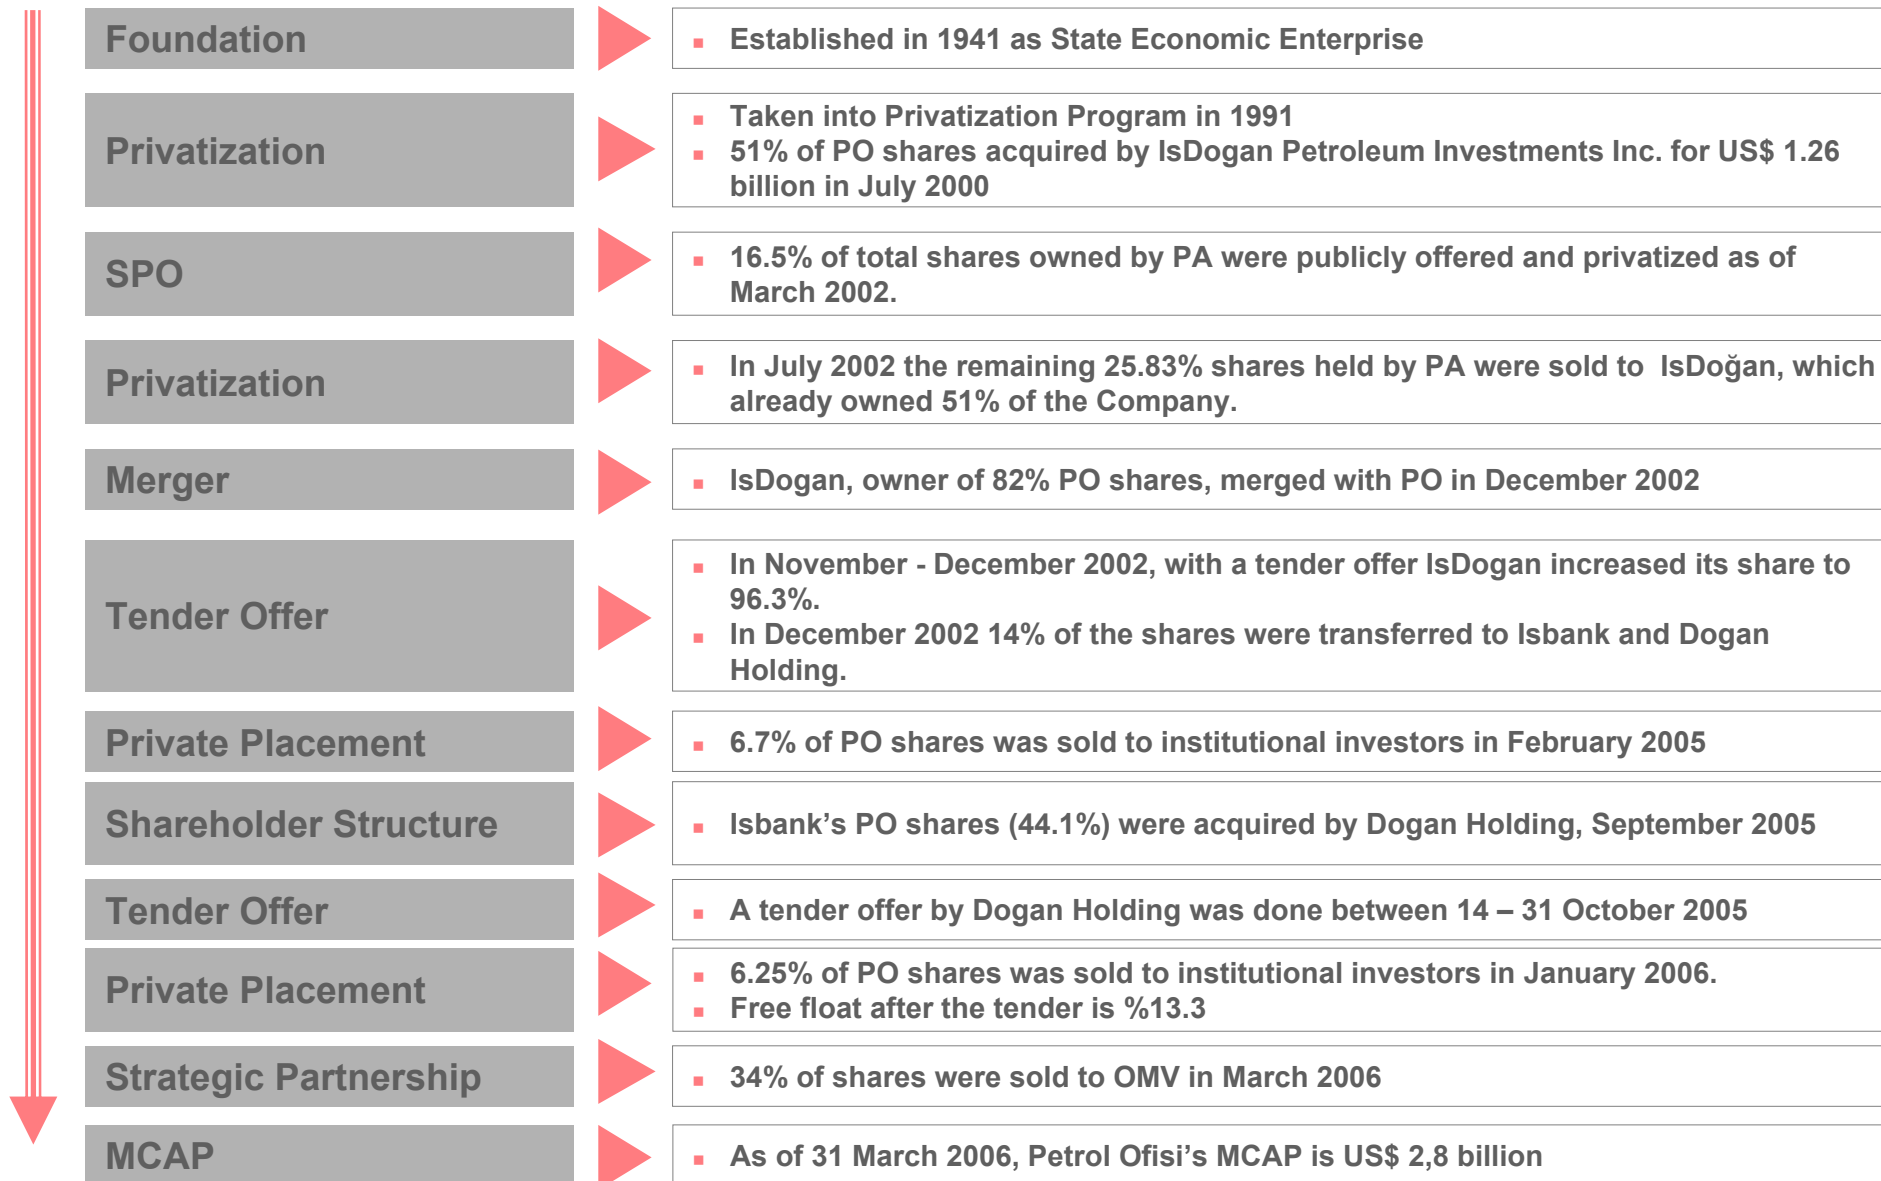 Foundation
▪ Established in 1941 as State Economic Enterprise
Privatization
▪ Taken into Privatization Program in 1991
▪ 51% of PO shares acquired by IsDogan Petroleum Investments Inc. for US$ 1.26
billion in July 2000
SPO
▪ 16.5% of total shares owned by PA were publicly offered and privatized as of
March 2002.
Privatization
▪ In July 2002 the remaining 25.83% shares held by PA were sold to IsDoğan, which
already owned 51% of the Company.
Merger
▪ IsDogan, owner of 82% PO shares, merged with PO in December 2002
Tender Offer
▪ In November - December 2002, with a tender offer IsDogan increased its share to
96.3%.
▪ In December 2002 14% of the shares were transferred to Isbank and Dogan
Holding.
Private Placement
▪ 6.7% of PO shares was sold to institutional investors in February 2005
Shareholder Structure
▪ Isbank’s PO shares (44.1%) were acquired by Dogan Holding, September 2005
Tender Offer
▪ A tender offer by Dogan Holding was done between 14 – 31 October 2005
Private Placement
▪ 6.25% of PO shares was sold to institutional investors in January 2006.
▪ Free float after the tender is %13.3
Strategic Partnership
▪ 34% of shares were sold to OMV in March 2006
MCAP
▪ As of 31 March 2006, Petrol Ofisi’s MCAP is US$ 2,8 billion